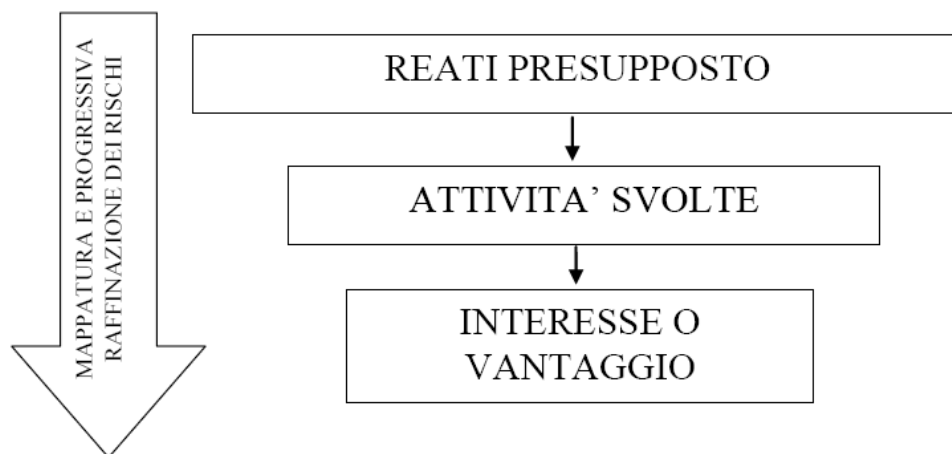 MAPPATURA E PROGRESSIVA
RAFFINAZIONE DEI RISCHI
REATI PRESUPPOSTO
ATTIVITA’ SVOLTE
INTERESSE O
VANTAGGIO